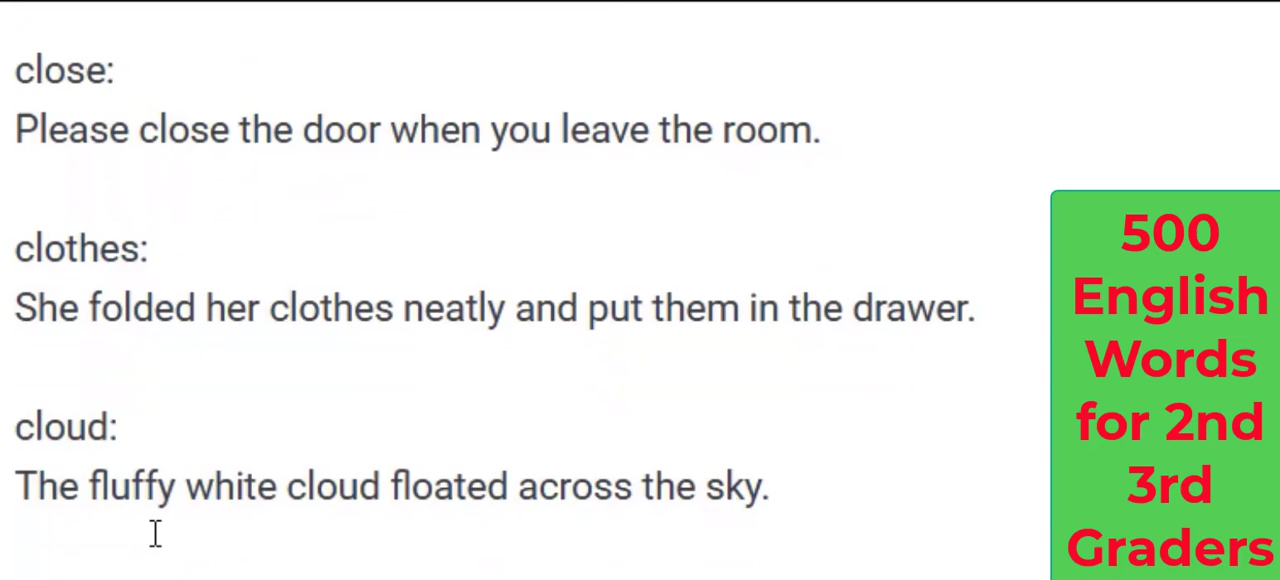 close:
Please close the door when you leave the room.
clothes:
She folded her clothes neatly and put them in the drawer.
cloud:
The fluffy white cloud floated across the sky.
500
English
Words
for 2nd
3rd
Graders